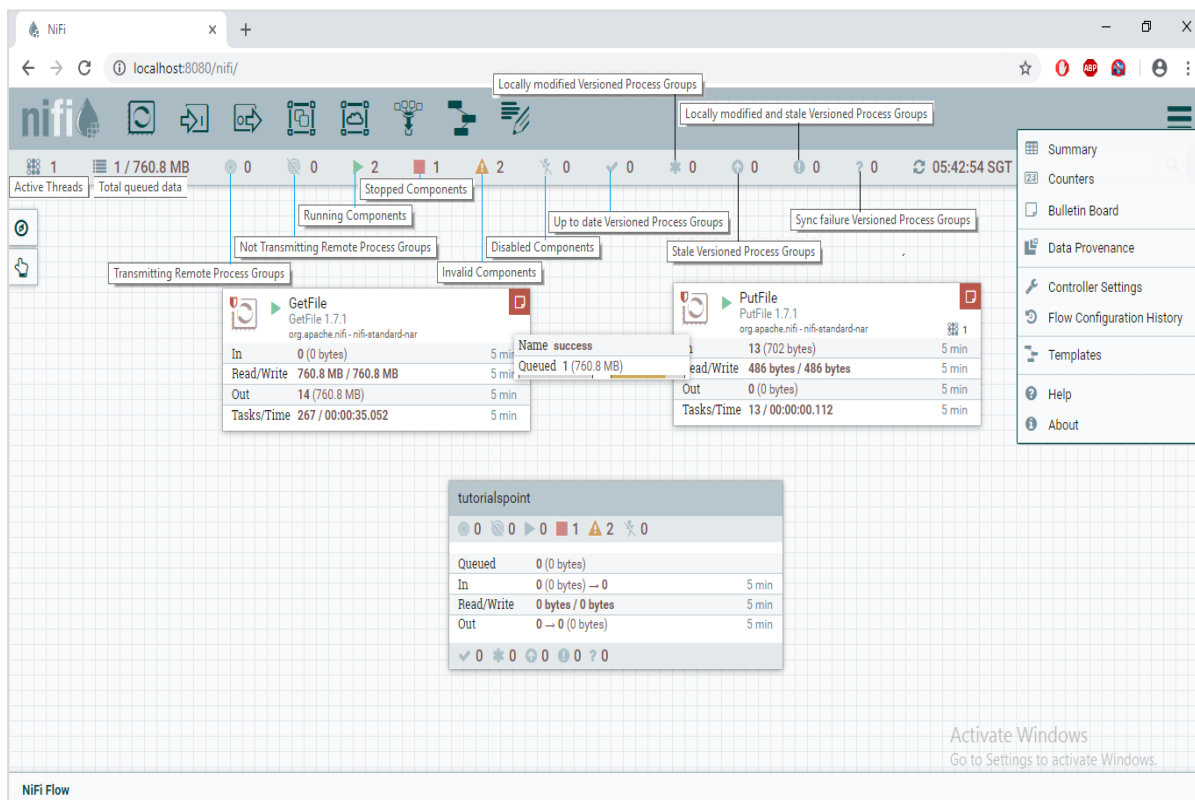 NiFi
localhost:8080/nifi/
ABP
Locally modified Versioned Process Groups
Locally modified and stale Versioned Process Groups
nifi
1
1 / 760.8 MB
0
0
2
1
2
0
0
0
0
0
? 0
05:42:54 SGT
Active Threads
Total queued data
Stopped Components
Running Components
Up to date Versioned Process Groups
Sync failure Versioned Process Groups
Not Transmitting Remote Process Groups
Disabled Components
Stale Versioned Process Groups
Transmitting Remote Process Groups
Invalid Components
Summary
23 Counters
Bulletin Board
Data Provenance
Controller Settings
Flow Configuration History
Templates
Help
About
GetFile
GetFile 1.7.1
org.apache.nifi - nifi-standard-nar
In 0 (0 bytes) 5 min
Read/Write 760.8 MB / 760.8 MB 5 min
Out 14 (760.8 MB) 5 min
Tasks/Time 267 / 00:00:35.052 5 min
Name success
Queued 1 (760.8 MB)
PutFile
PutFile 1.7.1
org.apache.nifi - nifi-standard-nar
1
13 (702 bytes) 5 min
486 bytes / 486 bytes 5 min
Out 0 (0 bytes) 5 min
Tasks/Time 13 / 00:00:00.112 5 min
tutorialspoint
0 0 0 1 2 0
Queued 0 (0 bytes)
In 0 (0 bytes) → 0 5 min
Read/Write 0 bytes / 0 bytes 5 min
Out 0 → 0 (0 bytes) 5 min
0 0 0 0 ? 0
Activate Windows
Go to Settings to activate Windows.
NiFi Flow